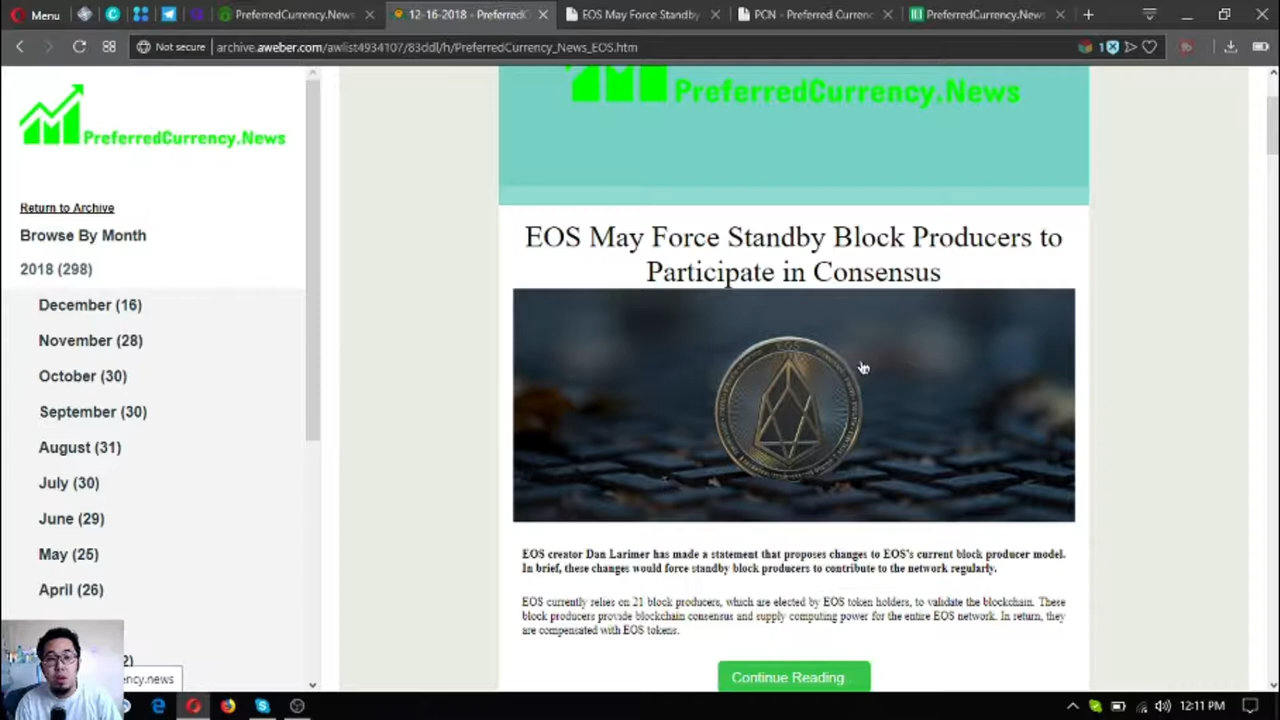 Menu
PreferredCurrency.News
12-16-2018 - PreferredC
EOS May Force Standby
PCN - Preferred Curren
PreferredCurrency.News
Not secure
archive.aweber.com/awlist4934107/83ddl/h/PreferredCurrency_News_EOS.htm
1
PreferredCurrency.News
Return to Archive
Browse By Month
2018 (298)
December (16)
November (28)
October (30)
September (30)
August (31)
July (30)
June (29)
May (25)
April (26)
2)
ency.news
PreferredCurrency.News
EOS May Force Standby Block Producers to
Participate in Consensus
EOS
EOS creator Dan Larimer has made a statement that proposes changes to EOS's current block producer model.
In brief, these changes would force standby block producers to contribute to the network regularly.
EOS currently relies on 21 block producers, which are elected by EOS token holders, to validate the blockchain. These
block producers provide blockchain consensus and supply computing power for the entire EOS network. In return, they
are compensated with EOS tokens.
Continue Reading
12:11 PM